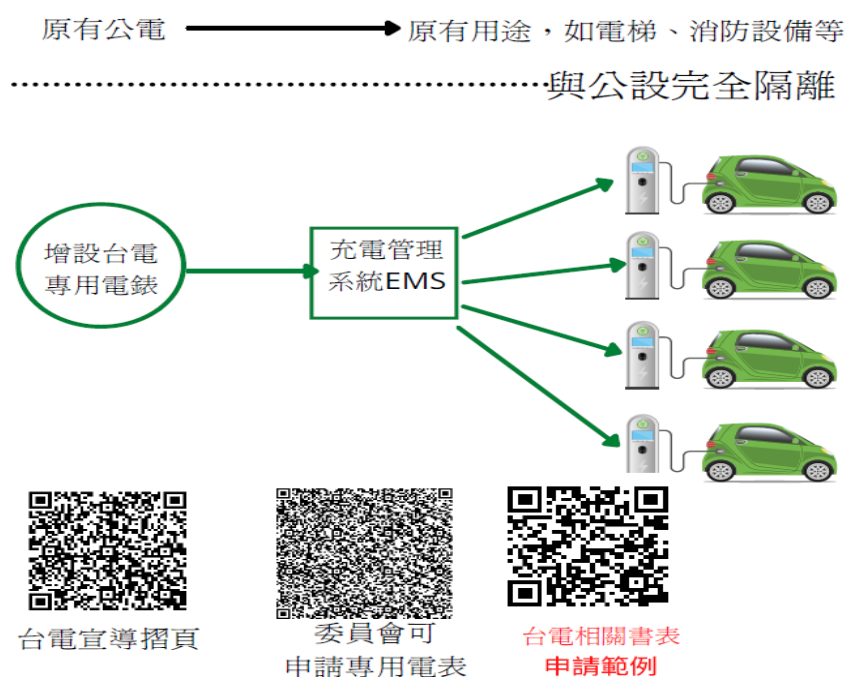 原有公電
原有用途，如電梯、消防設備等
與公設完全隔離
增設台電
專用電錶
充電管理
系統EMS
台電宣導摺頁
委員會可
申請專用電表
台電相關書表
申請範例